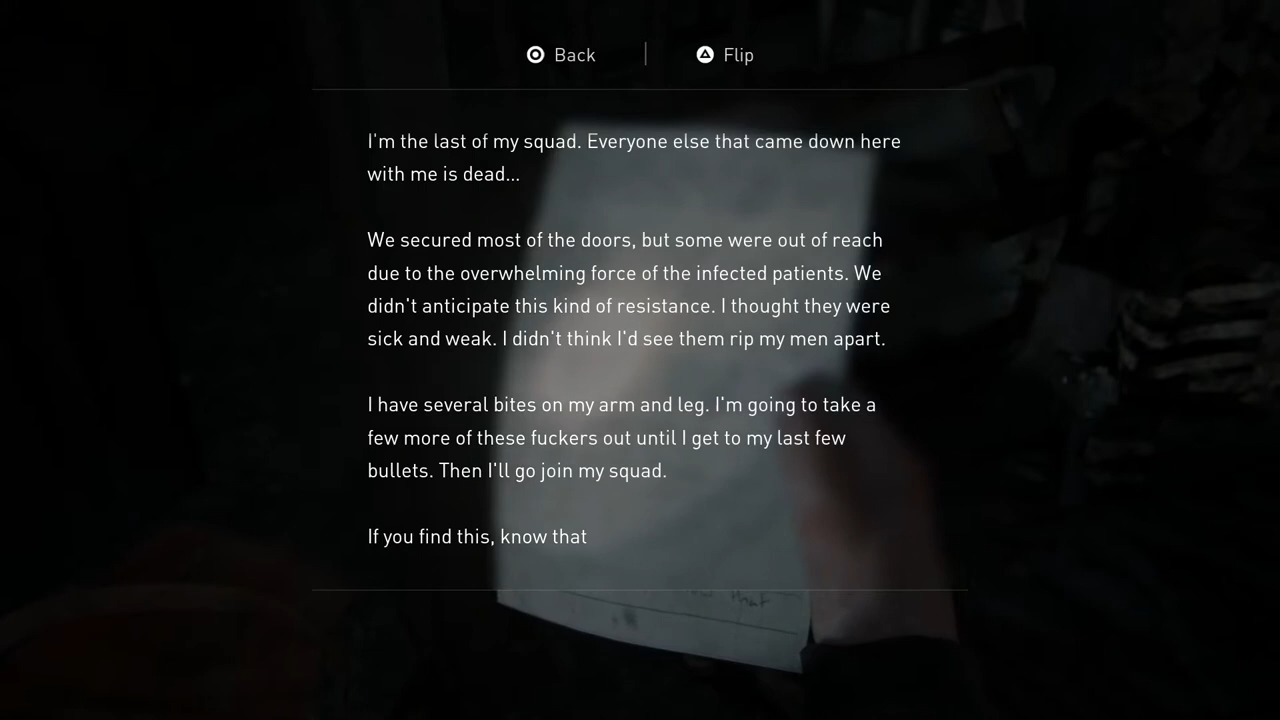 Back | Flip
I'm the last of my squad. Everyone else that came down here
with me is dead...
We secured most of the doors, but some were out of reach
due to the overwhelming force of the infected patients. We
didn't anticipate this kind of resistance. I thought they were
sick and weak. I didn't think I'd see them rip my men apart.
I have several bites on my arm and leg. I'm going to take a
few more of these fuckers out until I get to my last few
bullets. Then I'll go join my squad.
If you find this, know that
that